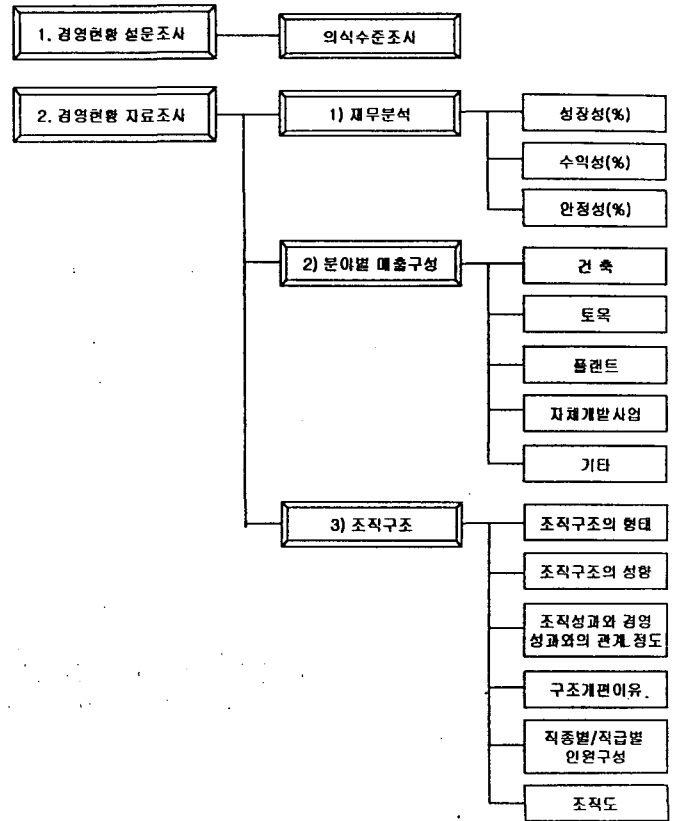 1. 경영현황 설문조사
의식수준조사
2. 경영현황 자료조사
1) 재무분석
성장성(%)
수익성(%)
안정성(%)
2) 분야별 매출구성
건 축
토목
플랜트
자체개발사업
기타
3) 조직구조
조직구조의 형태
조직구조의 성향
조직성과와 경영
성과와의 관계 정도
구조개편이유
직종별/직급별
인원구성
조직도